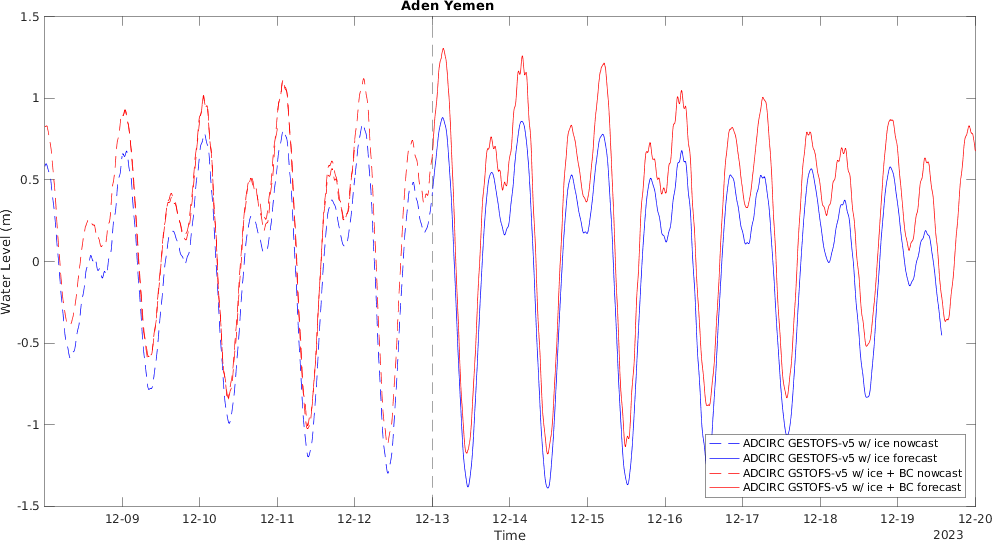 Aden Yemen
1.5
1
0.5
0
-0.5
-1
-1.5
Water Level (m)
12-09
12-10
12-11
12-12
12-13
12-14
12-15
12-16
12-17
12-18
12-19
12-20
Time
2023
ADCIRC GESTOFS-v5 w/ ice nowcast
ADCIRC GESTOFS-v5 w/ ice forecast
ADCIRC GSTOFS-v5 w/ ice + BC nowcast
ADCIRC GSTOFS-v5 w/ ice + BC forecast